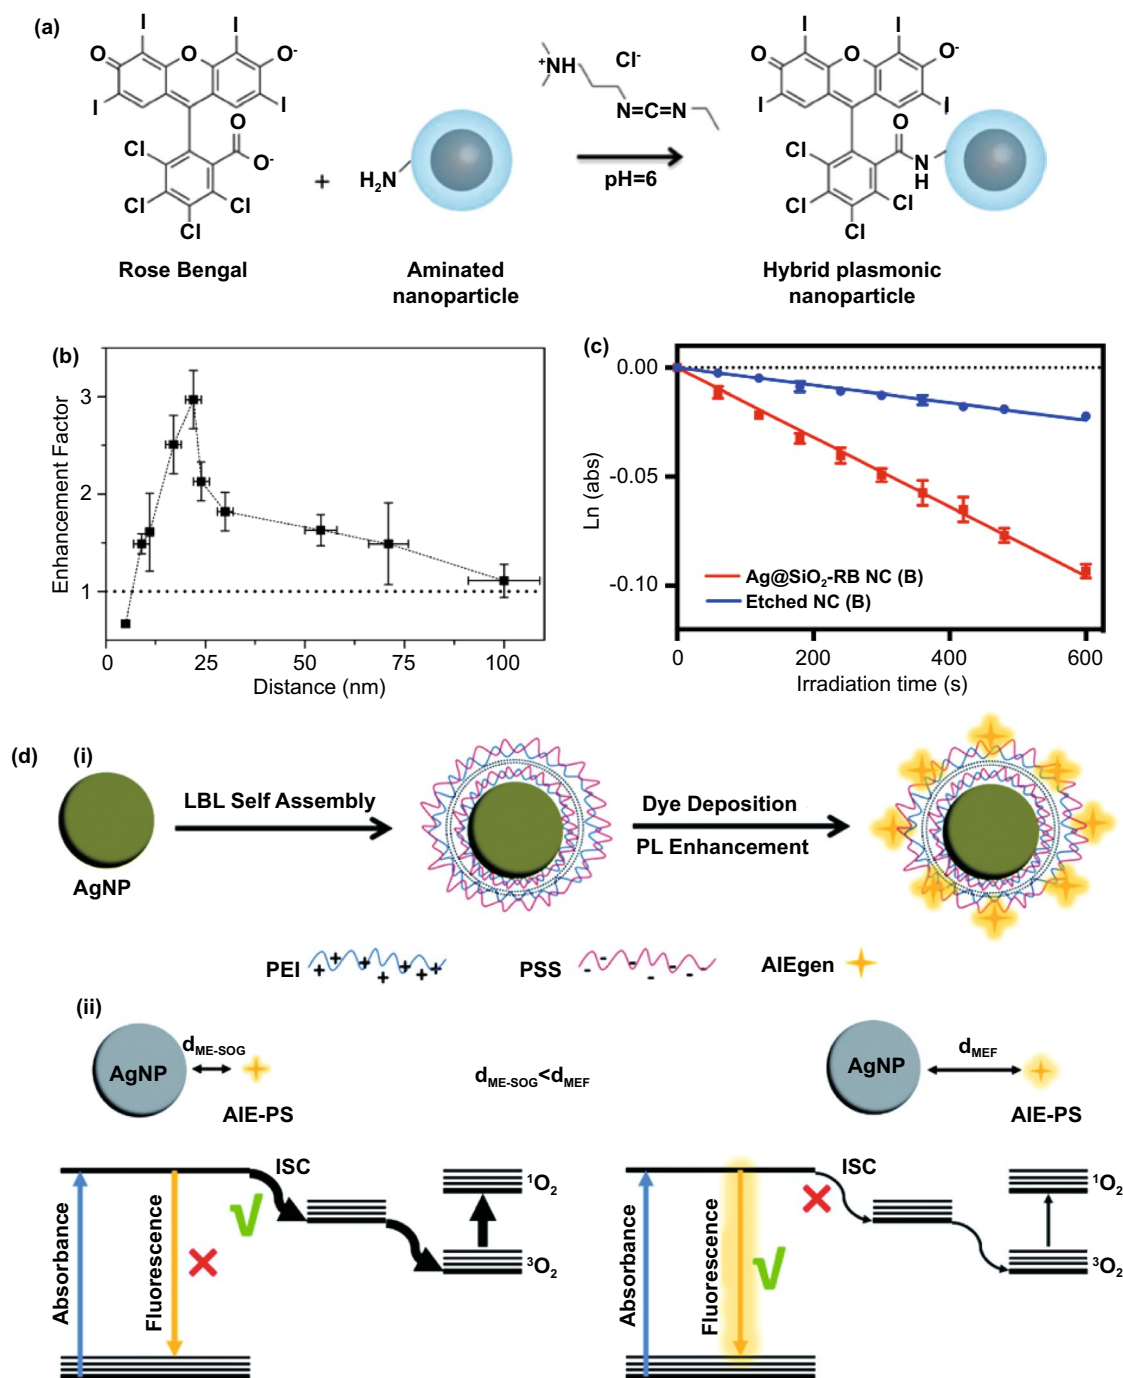 (a)
I
I
O
O
O-
I
I
O
O-
Cl
Cl
Cl
Cl
Rose Bengal
+
H2N
Aminated
nanoparticle
+NH
Cl-
N=C=N
pH=6
I
I
O
O
O-
I
I
O
N
H
Cl
Cl
Cl
Cl
Hybrid plasmonic
nanoparticle
(b)
Enhancement Factor
3
2
1
0
25
50
75
100
Distance (nm)
(c)
Ln (abs)
0.00
-0.05
-0.10
Ag@SiO2-RB NC (B)
Etched NC (B)
0
200
400
600
Irradiation time (s)
(d)
(i)
AgNP
LBL Self Assembly
Dye Deposition
PL Enhancement
PEI
+ + + + + + +
PSS
- - - - - -
AIEgen
(ii)
AgNP
dME-SOG
AIE-PS
dME-SOG<dMEF
AgNP
dMEF
AIE-PS
Absorbance
Fluorescence
ISC
1O2
3O2
Absorbance
Fluorescence
ISC
1O2
3O2